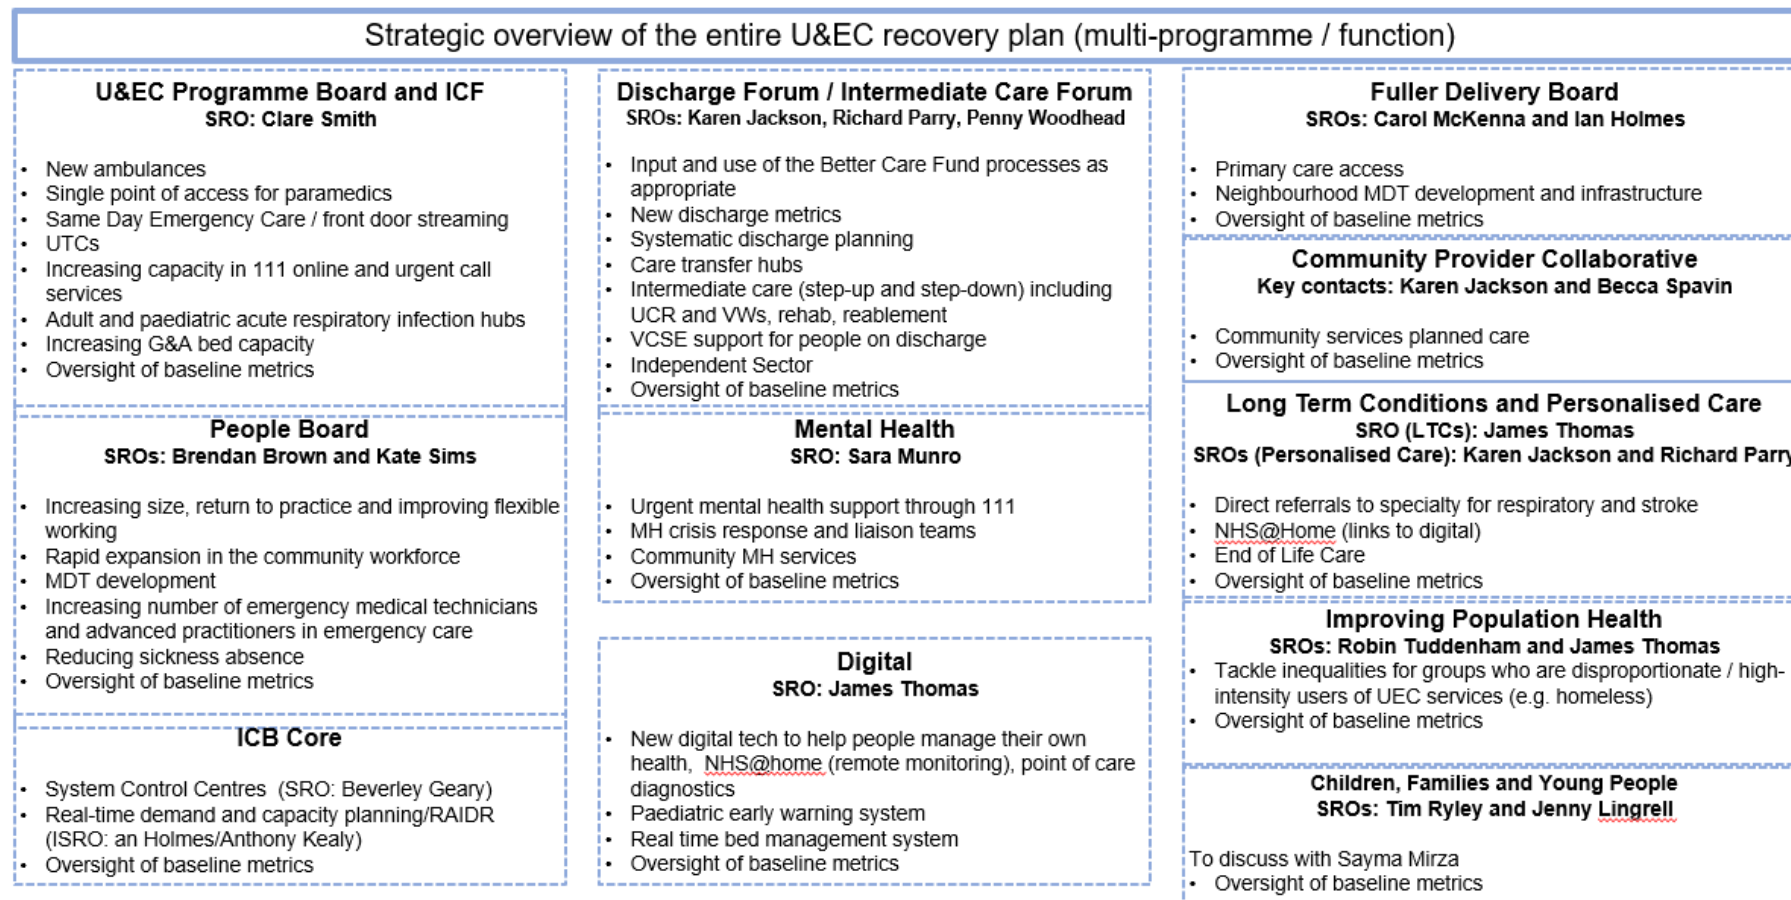 Strategic overview of the entire U&EC recovery plan (multi-programme / function)
U&EC Programme Board and ICF
SRO: Clare Smith
• New ambulances
• Single point of access for paramedics
• Same Day Emergency Care / front door streaming
• UTCs
• Increasing capacity in 111 online and urgent call
services
• Adult and paediatric acute respiratory infection hubs
• Increasing G&A bed capacity
• Oversight of baseline metrics
People Board
SROs: Brendan Brown and Kate Sims
• Increasing size, return to practice and improving flexible
working
• Rapid expansion in the community workforce
• MDT development
• Increasing number of emergency medical technicians
and advanced practitioners in emergency care
• Reducing sickness absence
• Oversight of baseline metrics
ICB Core
• System Control Centres (SRO: Beverley Geary)
• Real-time demand and capacity planning/RAIDR
(ISRO: an Holmes/Anthony Kealy)
• Oversight of baseline metrics
Discharge Forum / Intermediate Care Forum
SROs: Karen Jackson, Richard Parry, Penny Woodhead
• Input and use of the Better Care Fund processes as
appropriate
• New discharge metrics
• Systematic discharge planning
• Care transfer hubs
• Intermediate care (step-up and step-down) including
UCR and VWs, rehab, reablement
• VCSE support for people on discharge
• Independent Sector
• Oversight of baseline metrics
Mental Health
SRO: Sara Munro
• Urgent mental health support through 111
• MH crisis response and liaison teams
• Community MH services
• Oversight of baseline metrics
Digital
SRO: James Thomas
• New digital tech to help people manage their own
health, NHS@home (remote monitoring), point of care
diagnostics
• Paediatric early warning system
• Real time bed management system
• Oversight of baseline metrics
Fuller Delivery Board
SROs: Carol McKenna and Ian Holmes
• Primary care access
• Neighbourhood MDT development and infrastructure
• Oversight of baseline metrics
Community Provider Collaborative
Key contacts: Karen Jackson and Becca Spavin
• Community services planned care
• Oversight of baseline metrics
Long Term Conditions and Personalised Care
SRO (LTCs): James Thomas
SROs (Personalised Care): Karen Jackson and Richard Parry
• Direct referrals to specialty for respiratory and stroke
• NHS@Home (links to digital)
• End of Life Care
• Oversight of baseline metrics
Improving Population Health
SROs: Robin Tuddenham and James Thomas
• Tackle inequalities for groups who are disproportionate / high-
intensity users of UEC services (e.g. homeless)
• Oversight of baseline metrics
Children, Families and Young People
SROs: Tim Ryley and Jenny Lingrell
To discuss with Sayma Mirza
• Oversight of baseline metrics